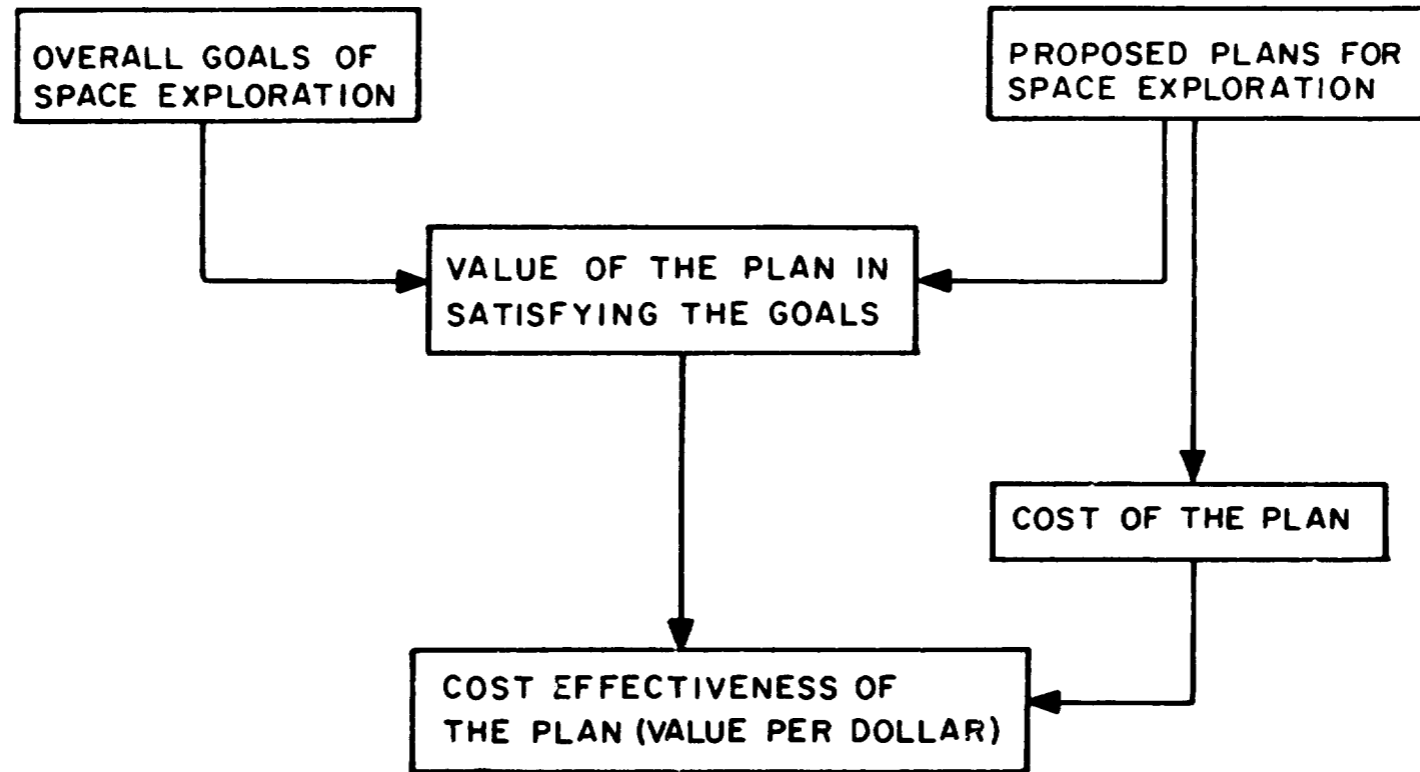 OVERALL GOALS OF
SPACE EXPLORATION
PROPOSED PLANS FOR
SPACE EXPLORATION
VALUE OF THE PLAN IN
SATISFYING THE GOALS
COST OF THE PLAN
COST EFFECTIVENESS OF
THE PLAN (VALUE PER DOLLAR)